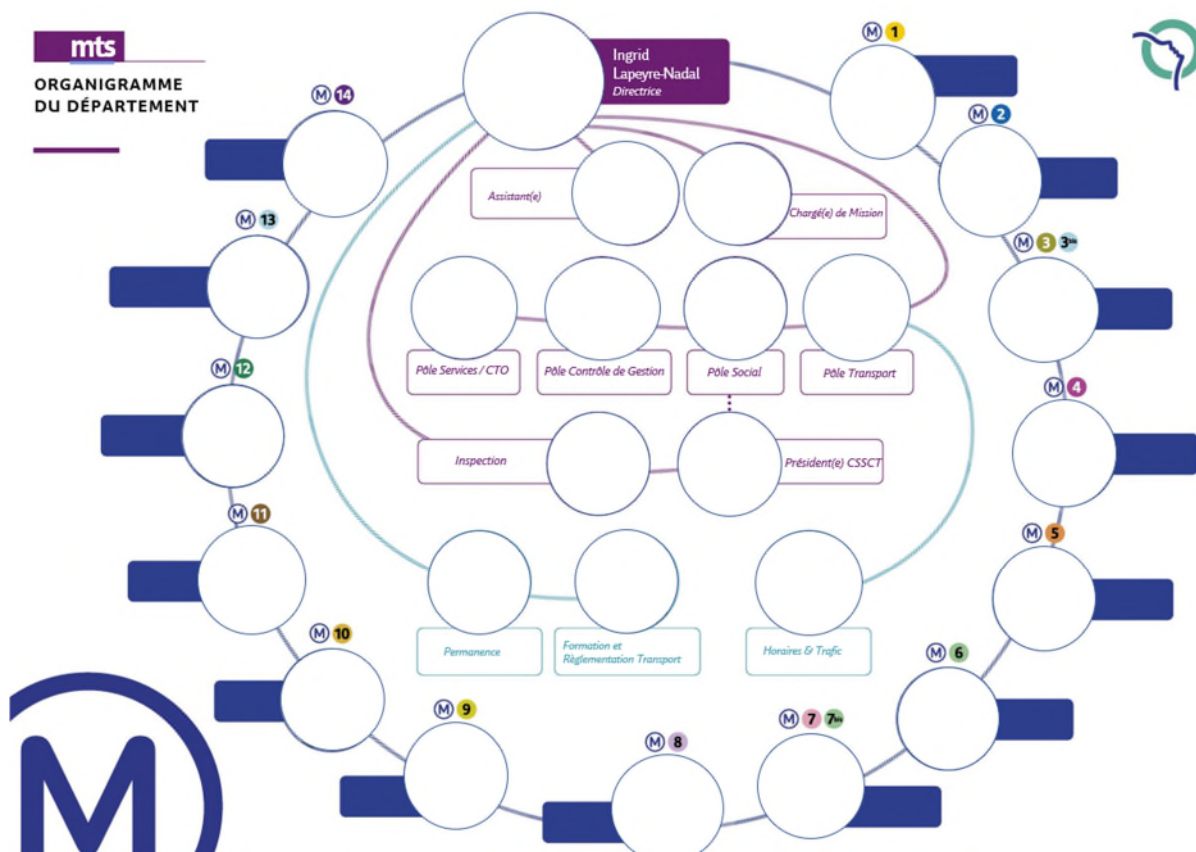 mts
ORGANIGRAMME
DU DÉPARTEMENT
Ingrid
Lapeyre-Nadal
Directrice
M 1
M 2
M 3 3bis
M 4
M 5
M 6
M 7 7bis
M 8
M 9
M 10
M 11
M 12
M 13
M 14
Assistant(e)
Chargé(e) de Mission
Pôle Services / CTO
Pôle Contrôle de Gestion
Pôle Social
Pôle Transport
Inspection
Président(e) CSSCT
Permanence
Formation et
Règlementation Transport
Horaires & Trafic
M